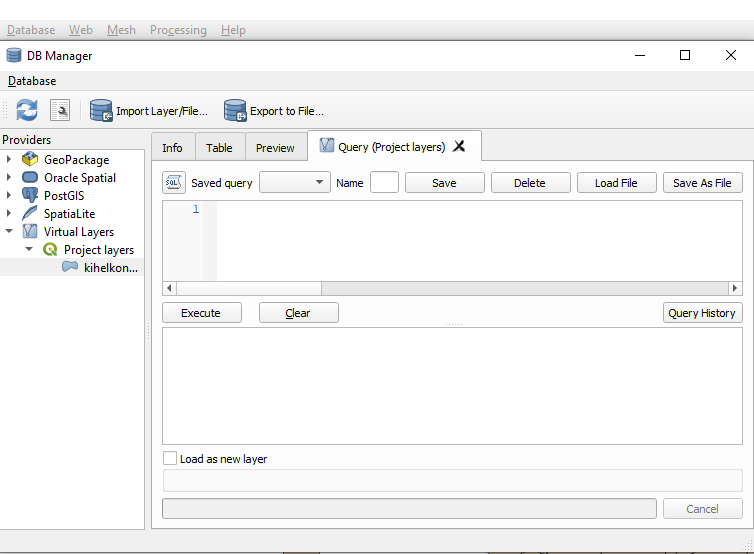 Database Web Mesh Processing Help
DB Manager
Database
Import Layer/File... Export to File...
Providers
GeoPackage
Oracle Spatial
PostGIS
SpatiaLite
Virtual Layers
Project layers
kihelkon...
Info Table Preview Query (Project layers)
SQL Saved query Name Save Delete Load File Save As File
1
Execute Clear Query History
Load as new layer
Cancel